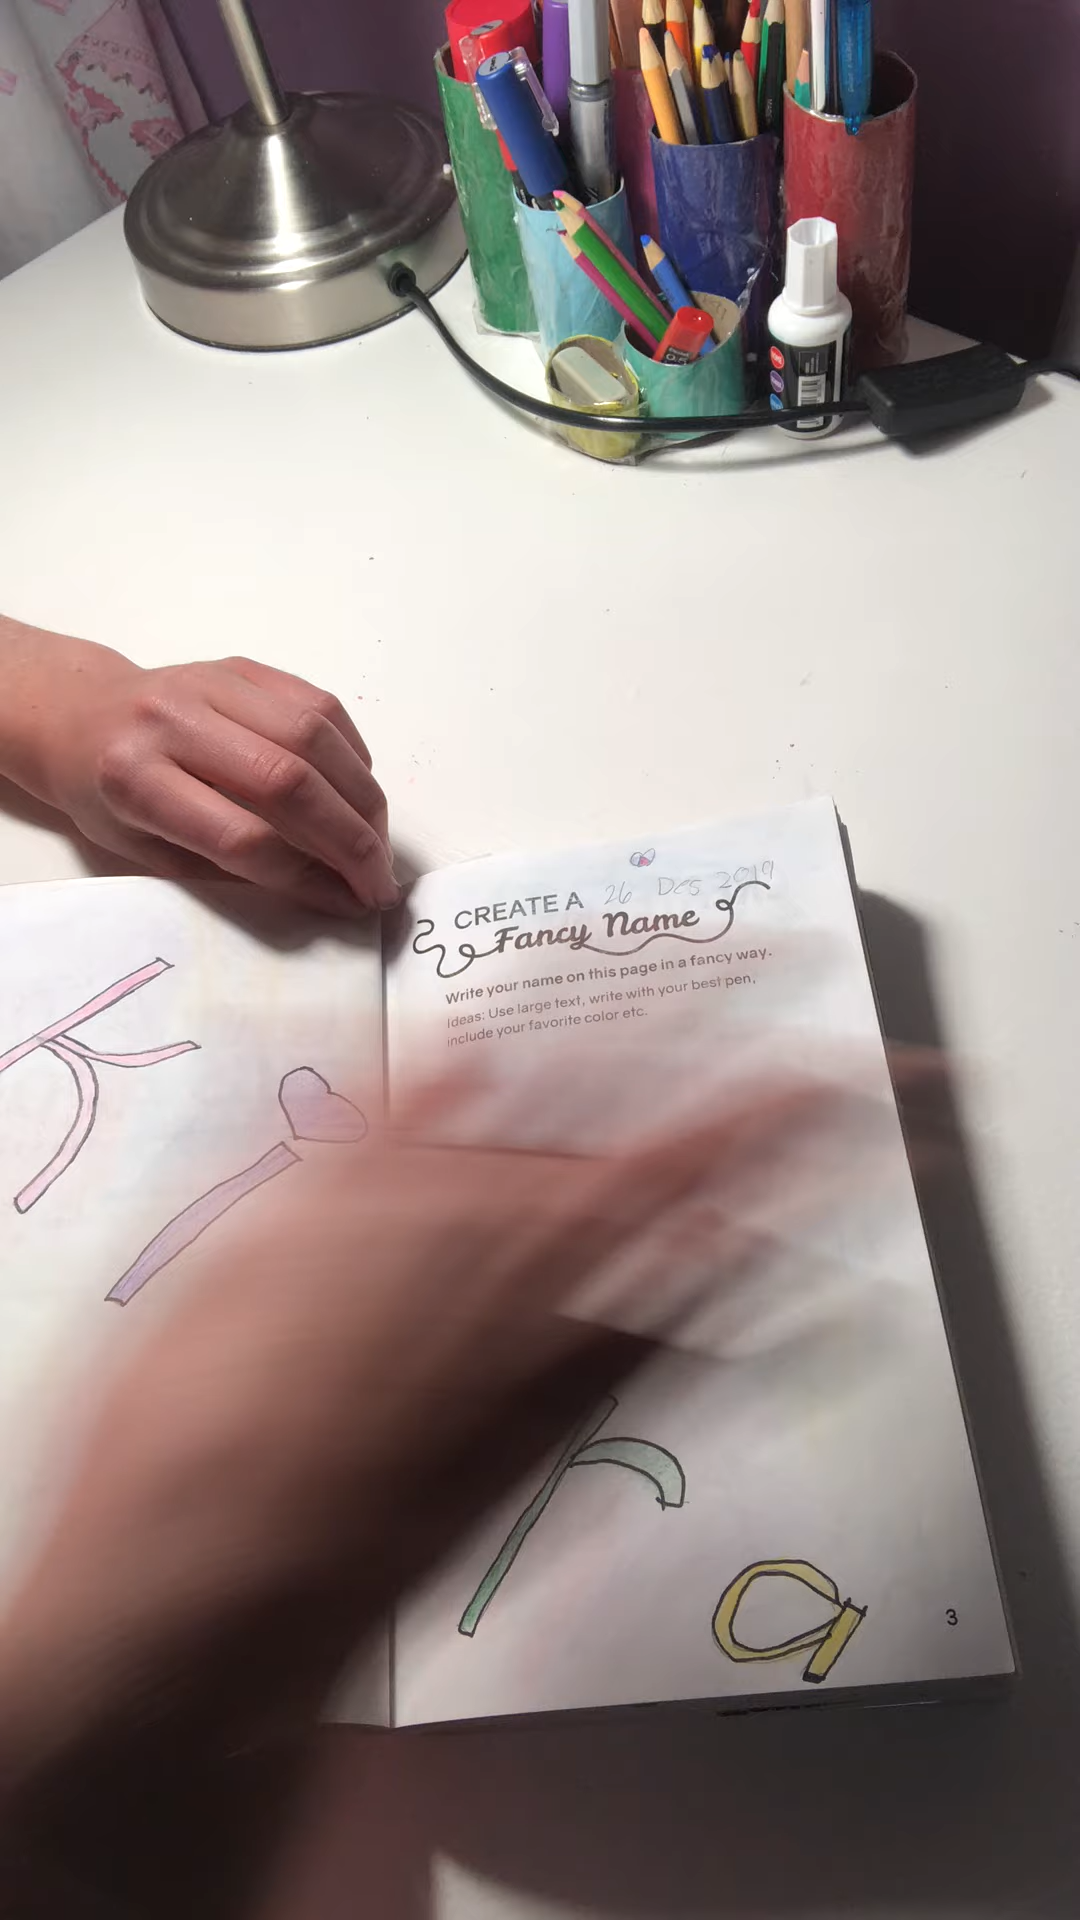 CREATE A 26 Des 2019
Fancy Name
Write your name on this page in a fancy way.
Ideas: Use large text, write with your best pen,
include your favorite color etc.
K
i
r
a
3